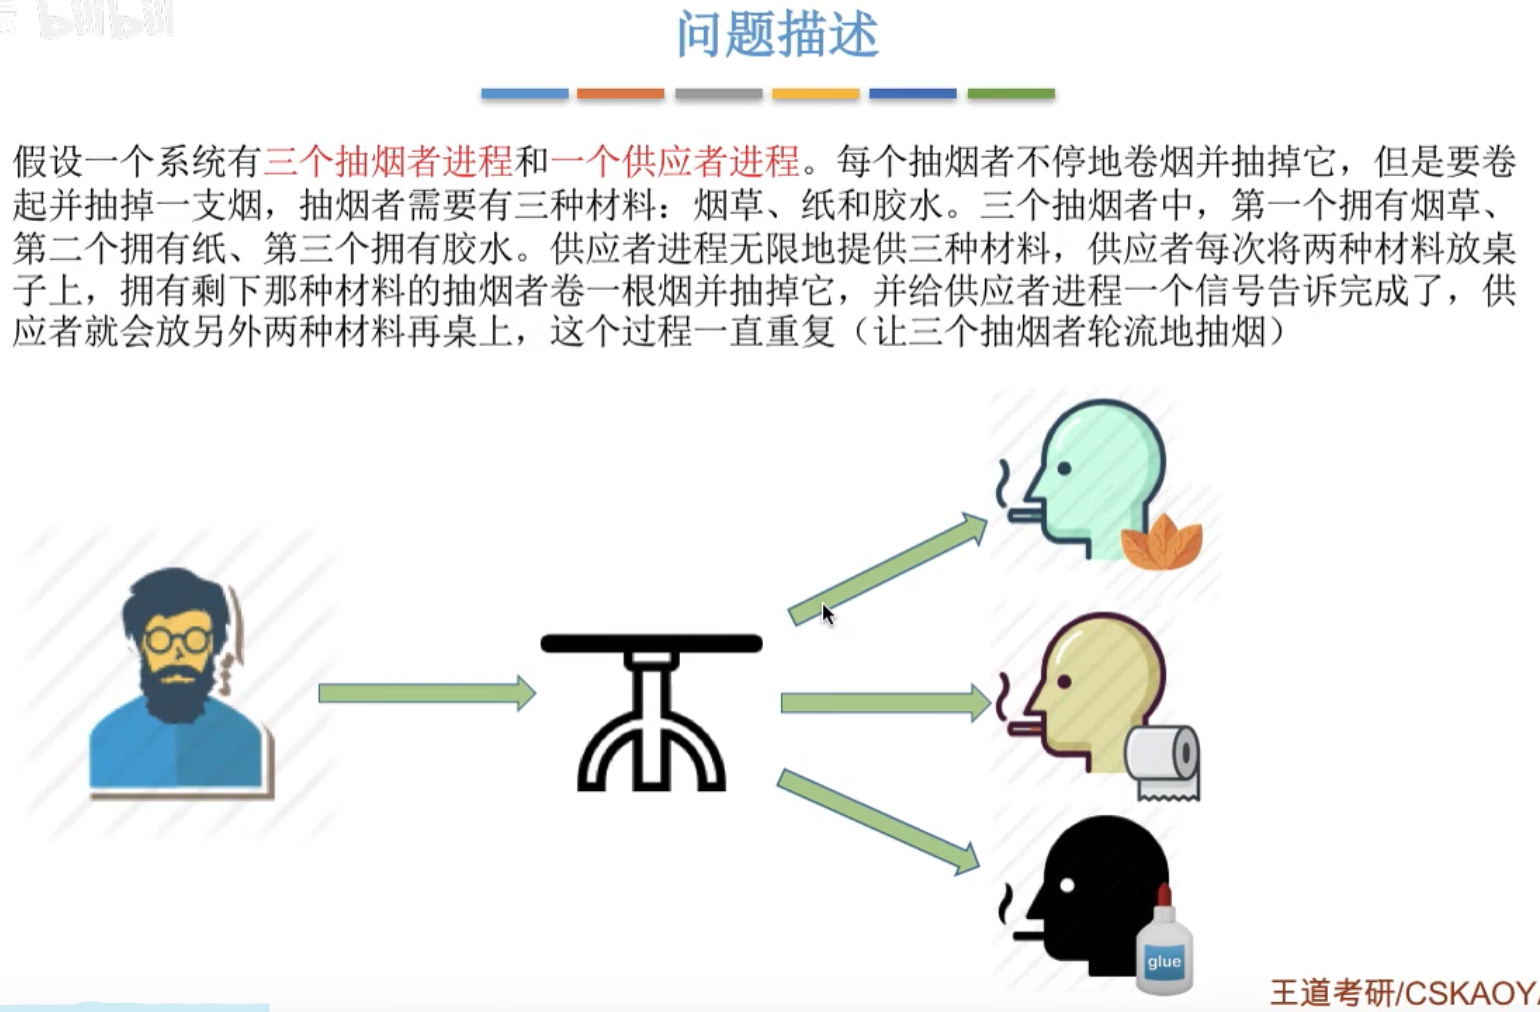 bilibili
问题描述
假设一个系统有三个抽烟者进程和一个供应者进程。每个抽烟者不停地卷烟并抽掉它，但是要卷
起并抽掉一支烟，抽烟者需要有三种材料：烟草、纸和胶水。三个抽烟者中，第一个拥有烟草、
第二个拥有纸、第三个拥有胶水。供应者进程无限地提供三种材料，供应者每次将两种材料放桌
子上，拥有剩下那种材料的抽烟者卷一根烟并抽掉它，并给供应者进程一个信号告诉完成了，供
应者就会放另外两种材料再桌上，这个过程一直重复（让三个抽烟者轮流地抽烟）
glue
王道考研/CSKAOYA